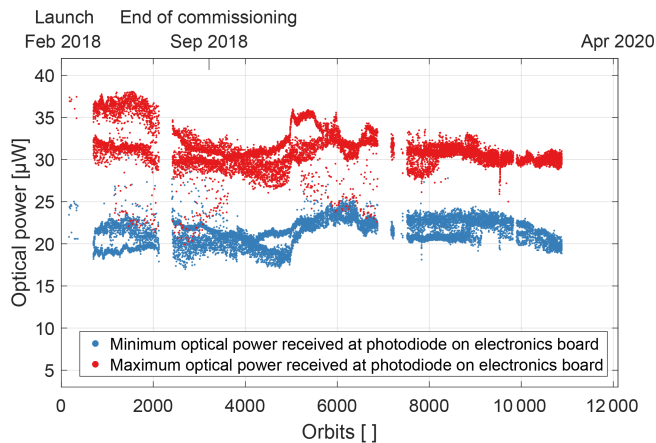 Launch End of commissioning
Feb 2018 Sep 2018 Apr 2020
40
35
30
25
20
15
10
5
Optical power [µW]
Minimum optical power received at photodiode on electronics board
Maximum optical power received at photodiode on electronics board
0 2000 4000 6000 8000 10 000 12 000
Orbits [ ]